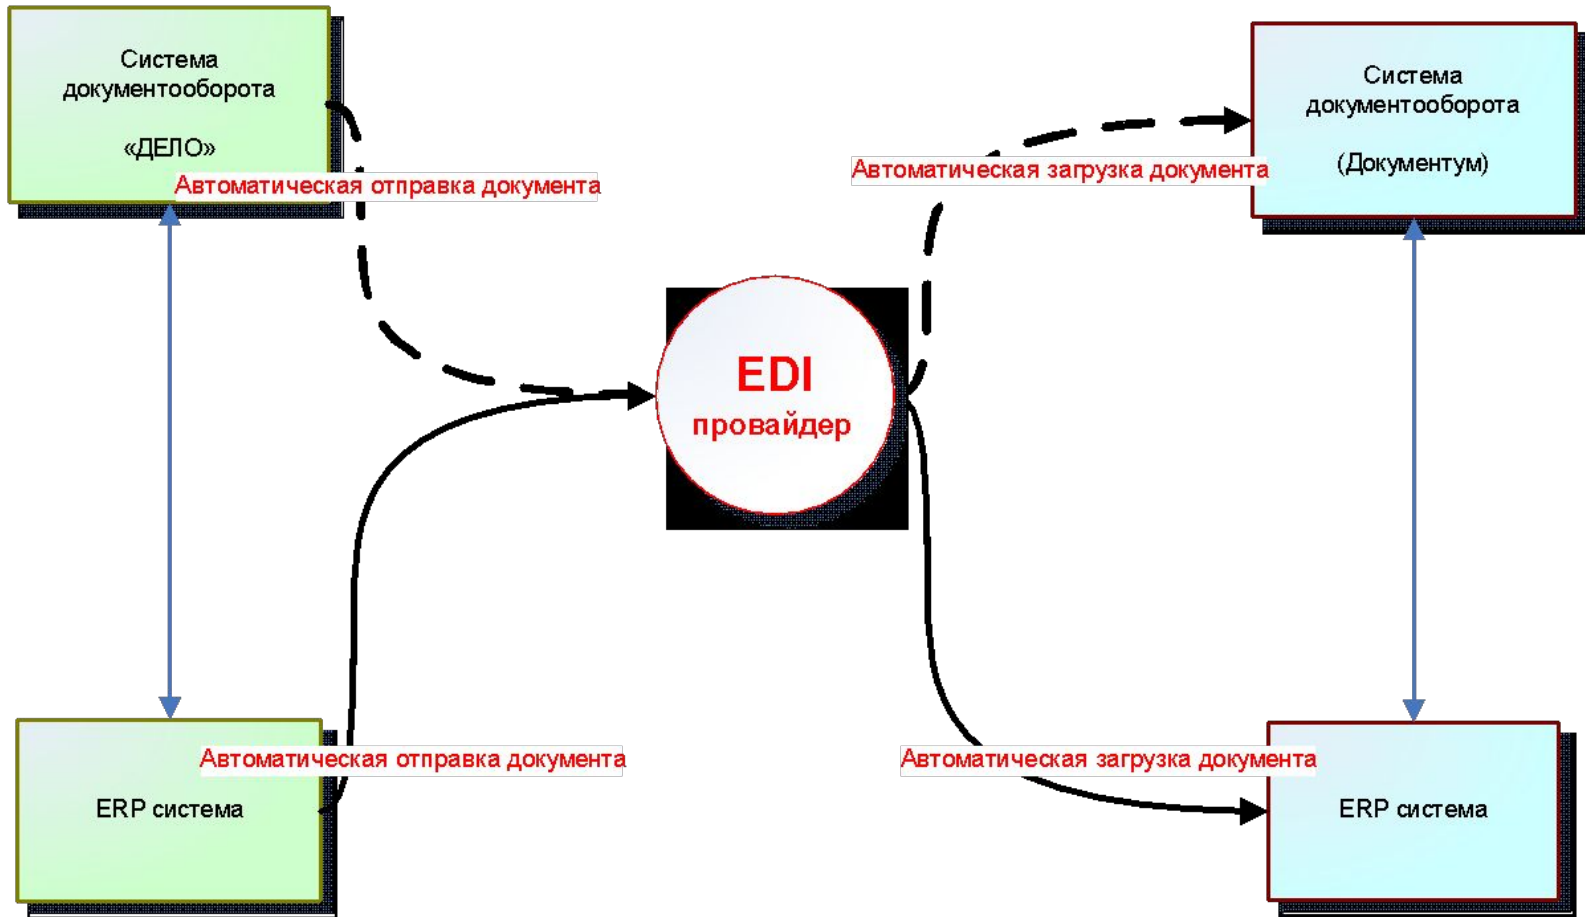 Система
документооборота
«ДЕЛО»
Автоматическая отправка документа
Система
документооборота
(Документум)
Автоматическая загрузка документа
EDI
провайдер
Автоматическая отправка документа
ERP система
Автоматическая загрузка документа
ERP система